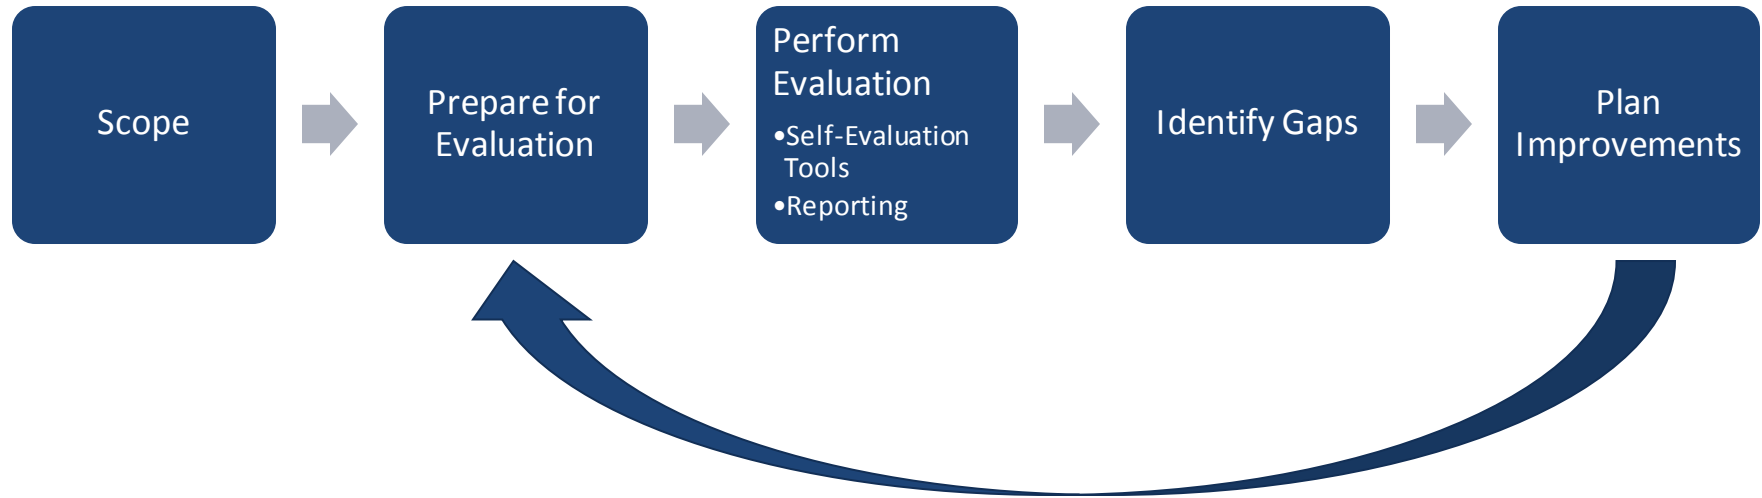 Scope
Prepare for
Evaluation
Perform
Evaluation
•Self-Evaluation
Tools
•Reporting
Identify Gaps
Plan
Improvements